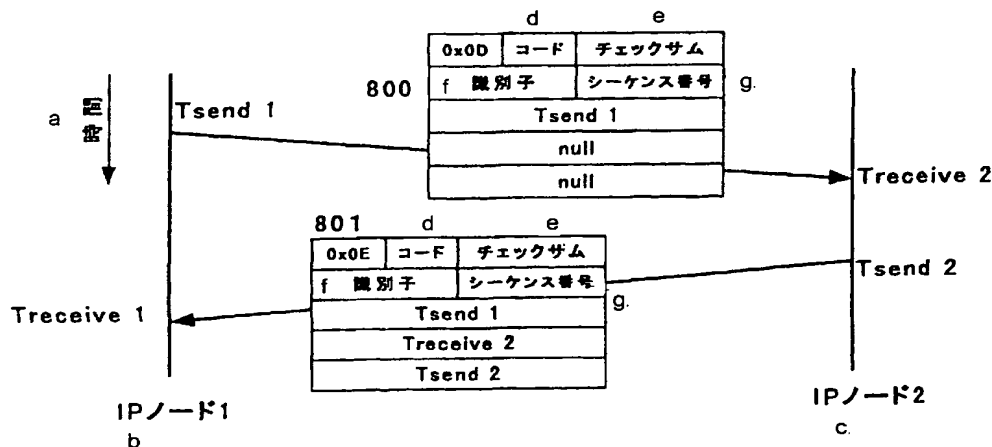 d e
0x0D コード チェックサム
800 f 識別子 シーケンス番号 g.
Tsend 1
null
null
a 時間
Tsend 1
Treceive 2
801 d e
0x0E コード チェックサム
f 識別子 シーケンス番号 g.
Tsend 1
Treceive 2
Tsend 2
Tsend 2
Treceive 1
IPノード1
b
IPノード2
c.